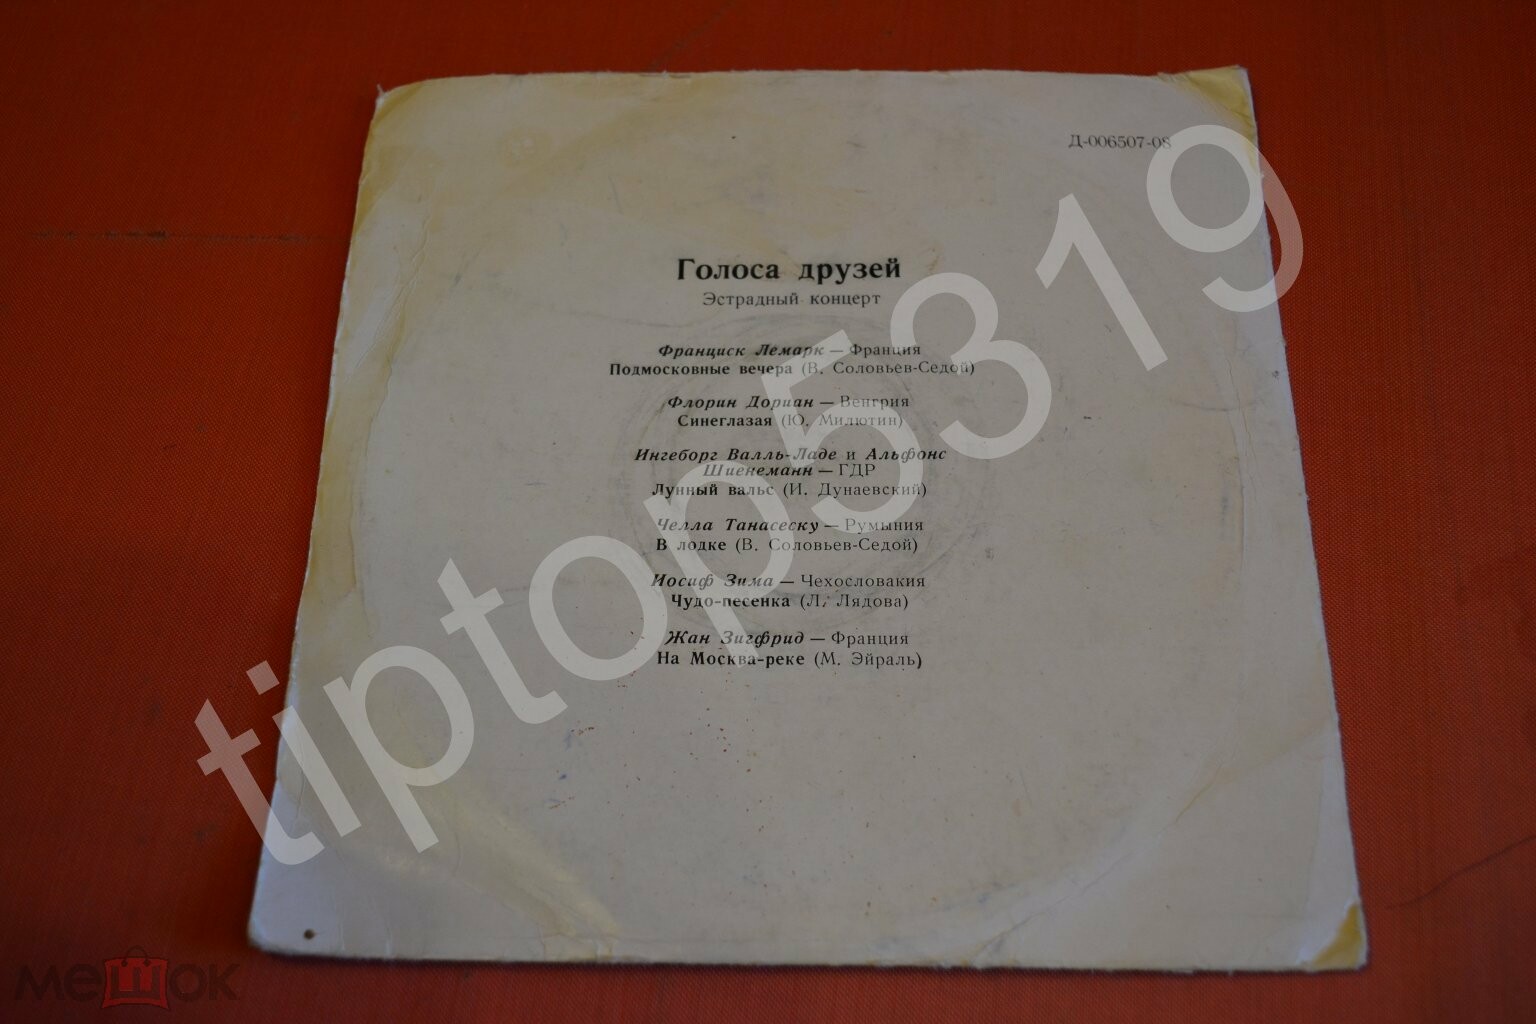 Д-006507-08
Голоса друзей
Эстрадный концерт
Франциск Лемарк — Франция
Подмосковные вечера (В. Соловьев-Седой)
Флорин Дориан — Венгрия
Синеглазая (Ю. Милютин)
Ингеборг Валль-Ладе и Альфонс
Шиенеманн — ГДР
Лунный вальс (И. Дунаевский)
Челла Танасеску — Румыния
В лодке (В. Соловьев-Седой)
Иосиф Зима — Чехословакия
Чудо-песенка (Л. Лядова)
Жан Зигфрид — Франция
На Москва-реке (М. Эйраль)
tiptop5319
мешок